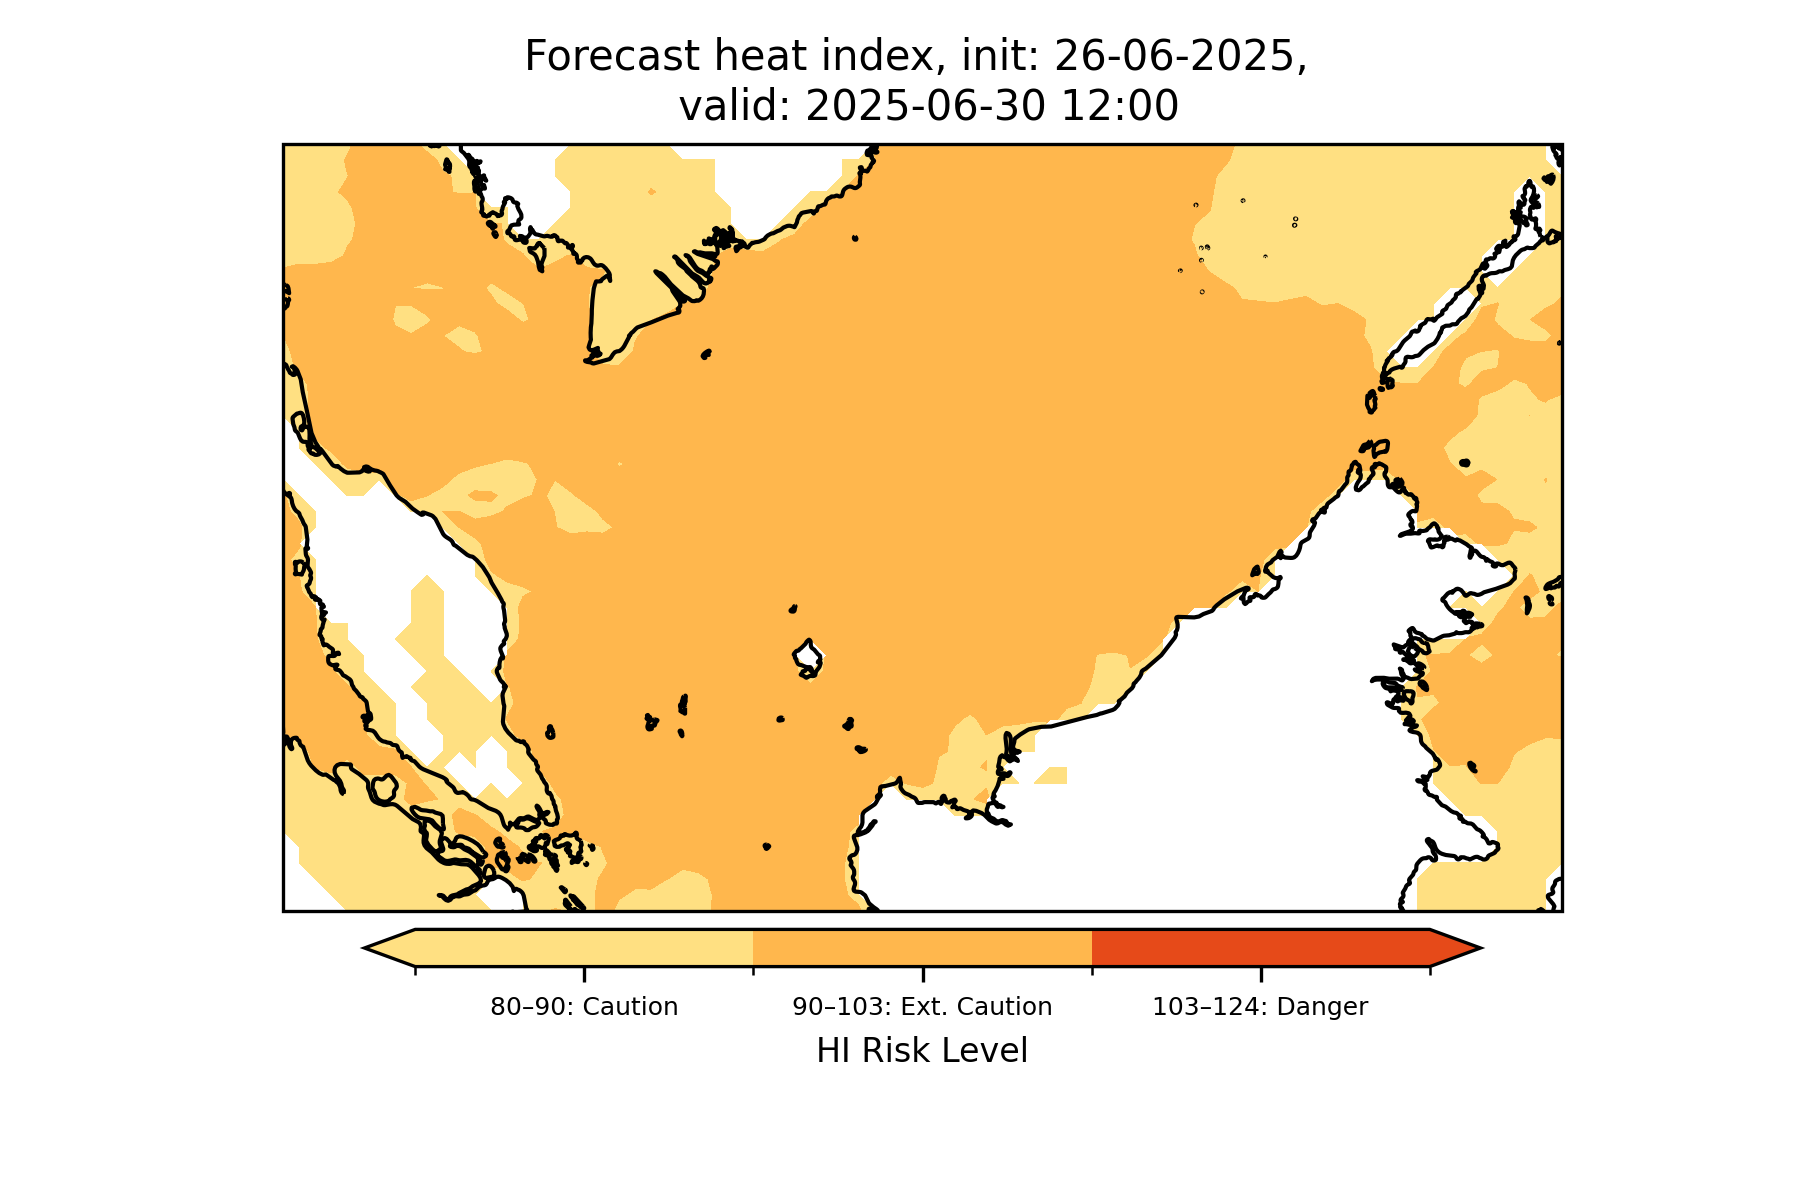 Forecast heat index, init: 26-06-2025,
valid: 2025-06-30 12:00
80–90: Caution
90–103: Ext. Caution
103–124: Danger
HI Risk Level